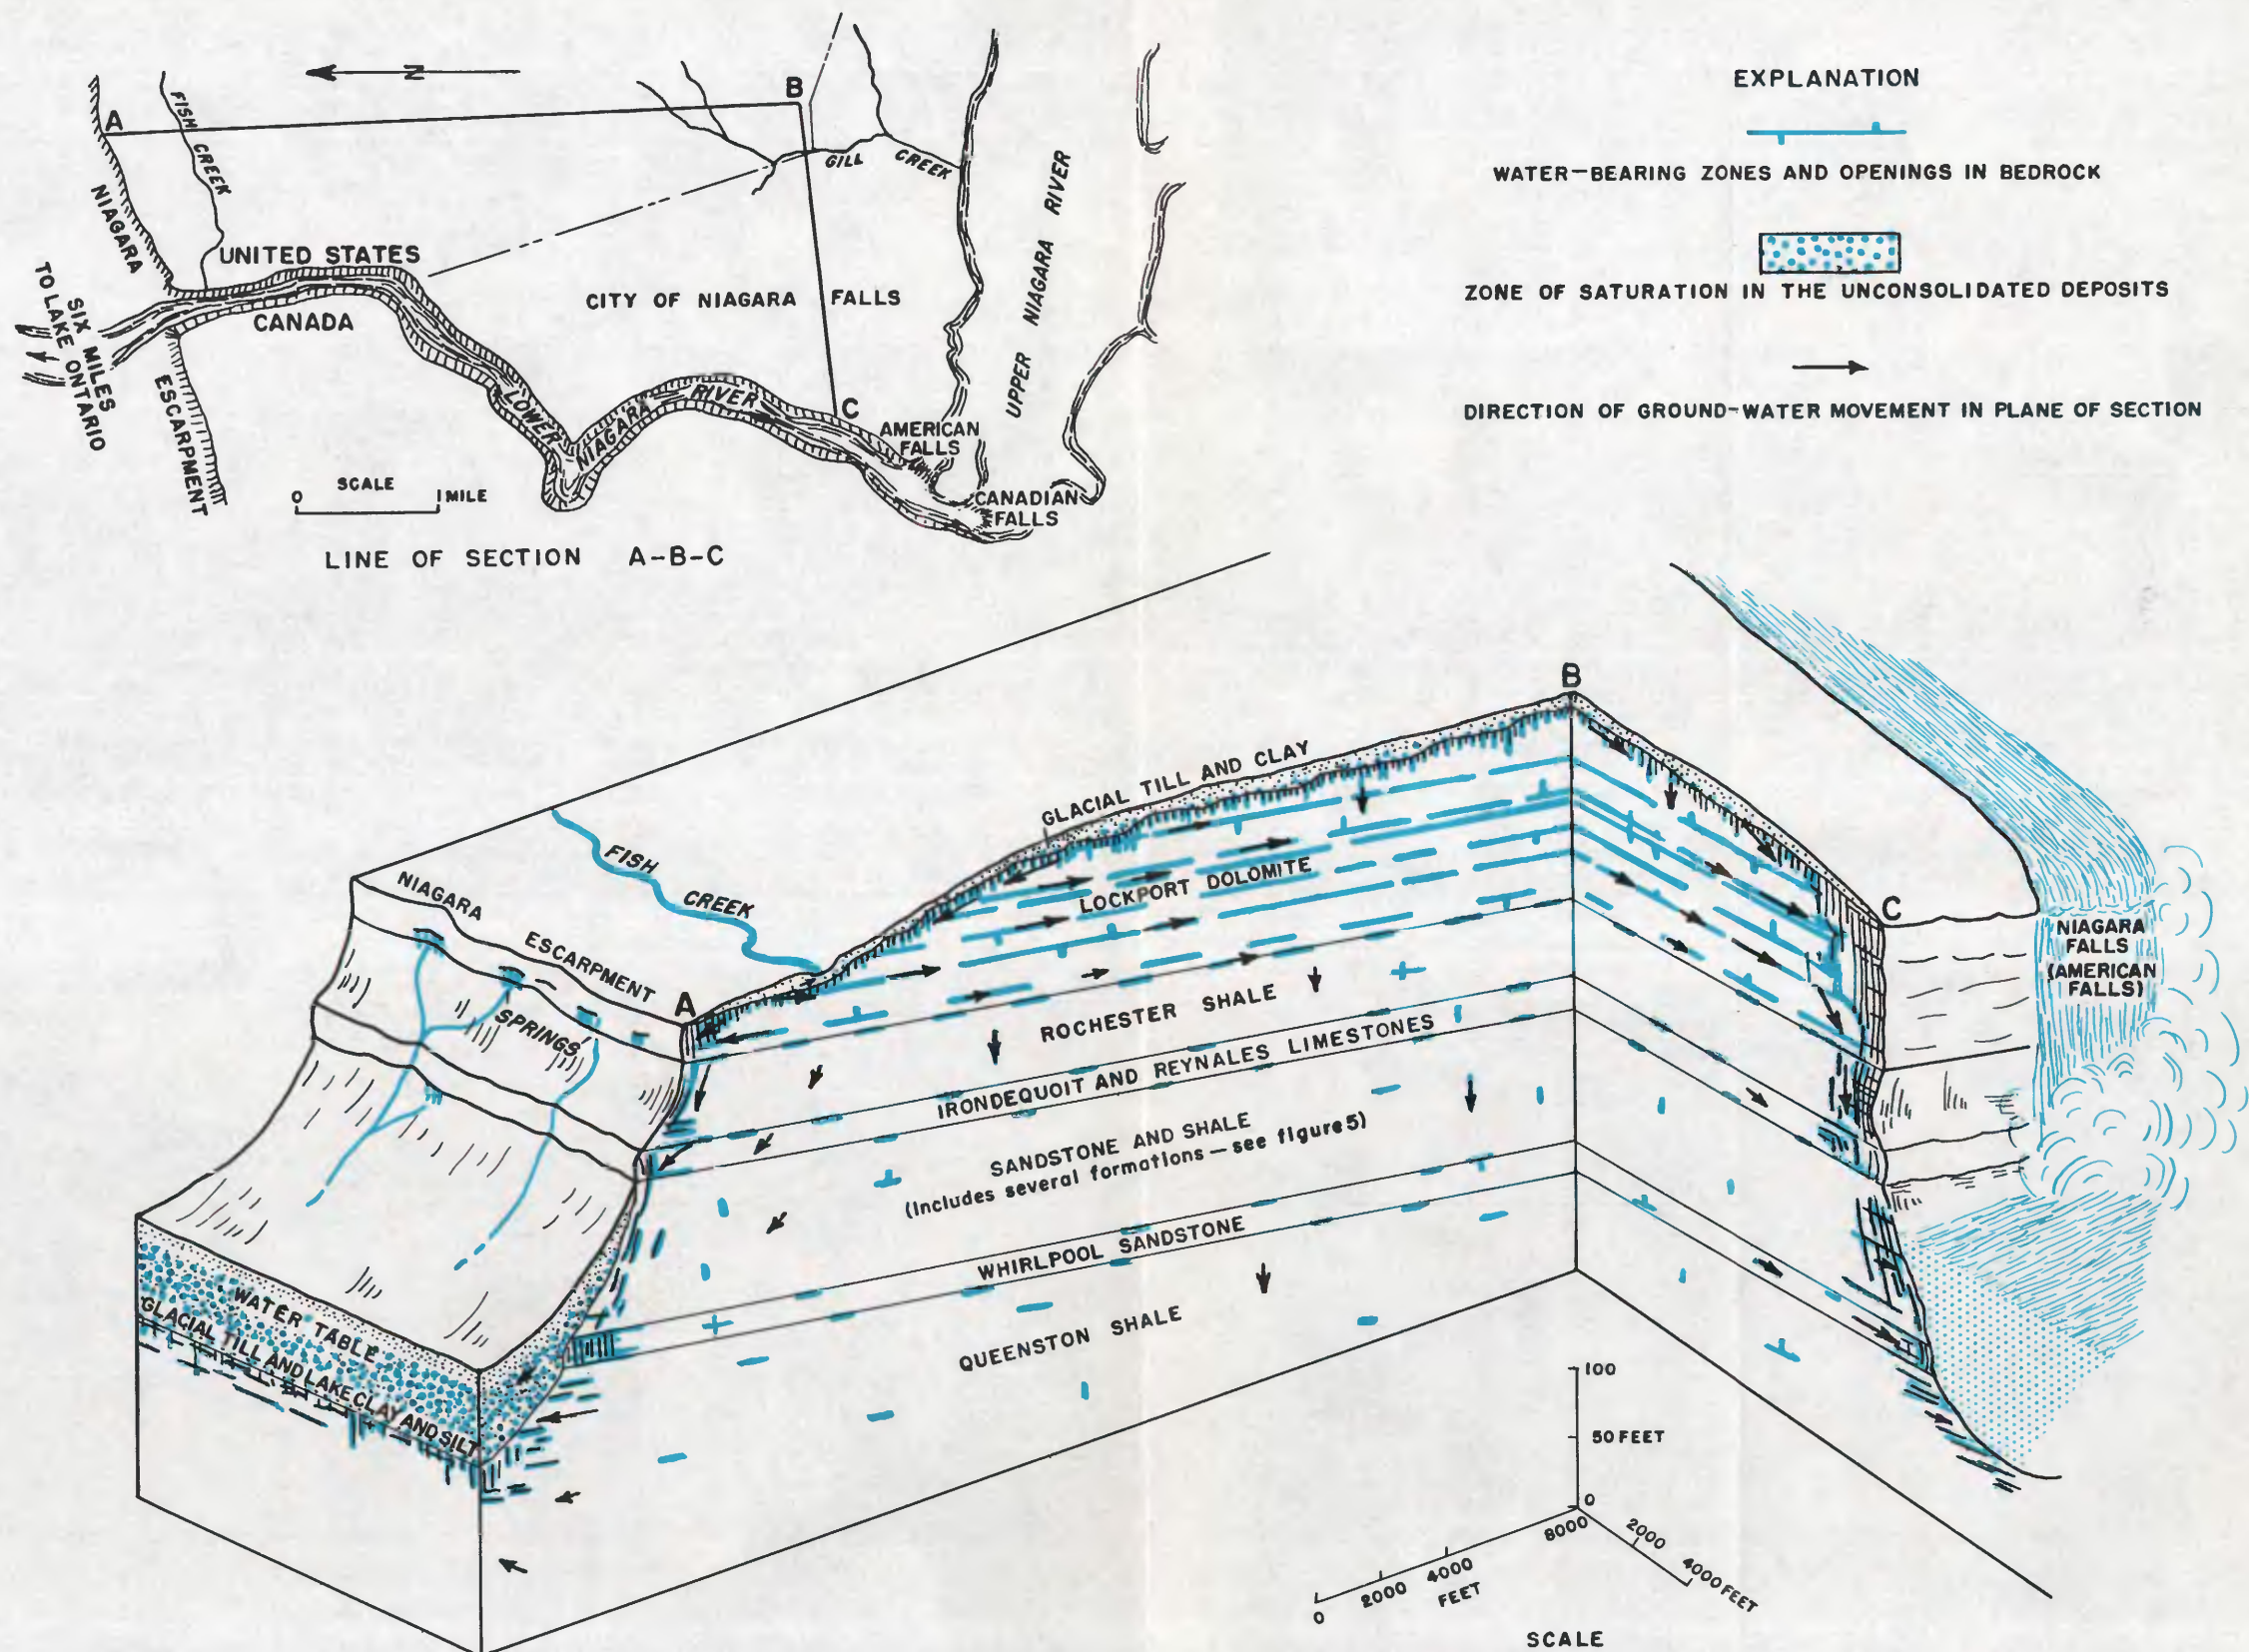 N
A
B
FISH
CREEK
NIAGARA
GILL CREEK
UNITED STATES
CITY OF NIAGARA FALLS
UPPER NIAGARA RIVER
SIX MILES
TO LAKE ONTARIO
CANADA
ESCARPMENT
LOWER NIAGARA RIVER
C
AMERICAN
FALLS
CANADIAN
FALLS
SCALE
0 1 MILE
LINE OF SECTION A-B-C
EXPLANATION
WATER-BEARING ZONES AND OPENINGS IN BEDROCK
ZONE OF SATURATION IN THE UNCONSOLIDATED DEPOSITS
DIRECTION OF GROUND-WATER MOVEMENT IN PLANE OF SECTION
B
GLACIAL TILL AND CLAY
FISH CREEK
NIAGARA ESCARPMENT
LOCKPORT DOLOMITE
A
C
NIAGARA
FALLS
(AMERICAN
FALLS)
SPRINGS
ROCHESTER SHALE
IRONDEQUOIT AND REYNALES LIMESTONES
SANDSTONE AND SHALE
(Includes several formations — see figure 5)
WHIRLPOOL SANDSTONE
QUEENSTON SHALE
WATER TABLE
GLACIAL TILL AND LAKE CLAY AND SILT
100
50 FEET
0
0 2000 4000 8000
FEET
2000 4000 FEET
SCALE